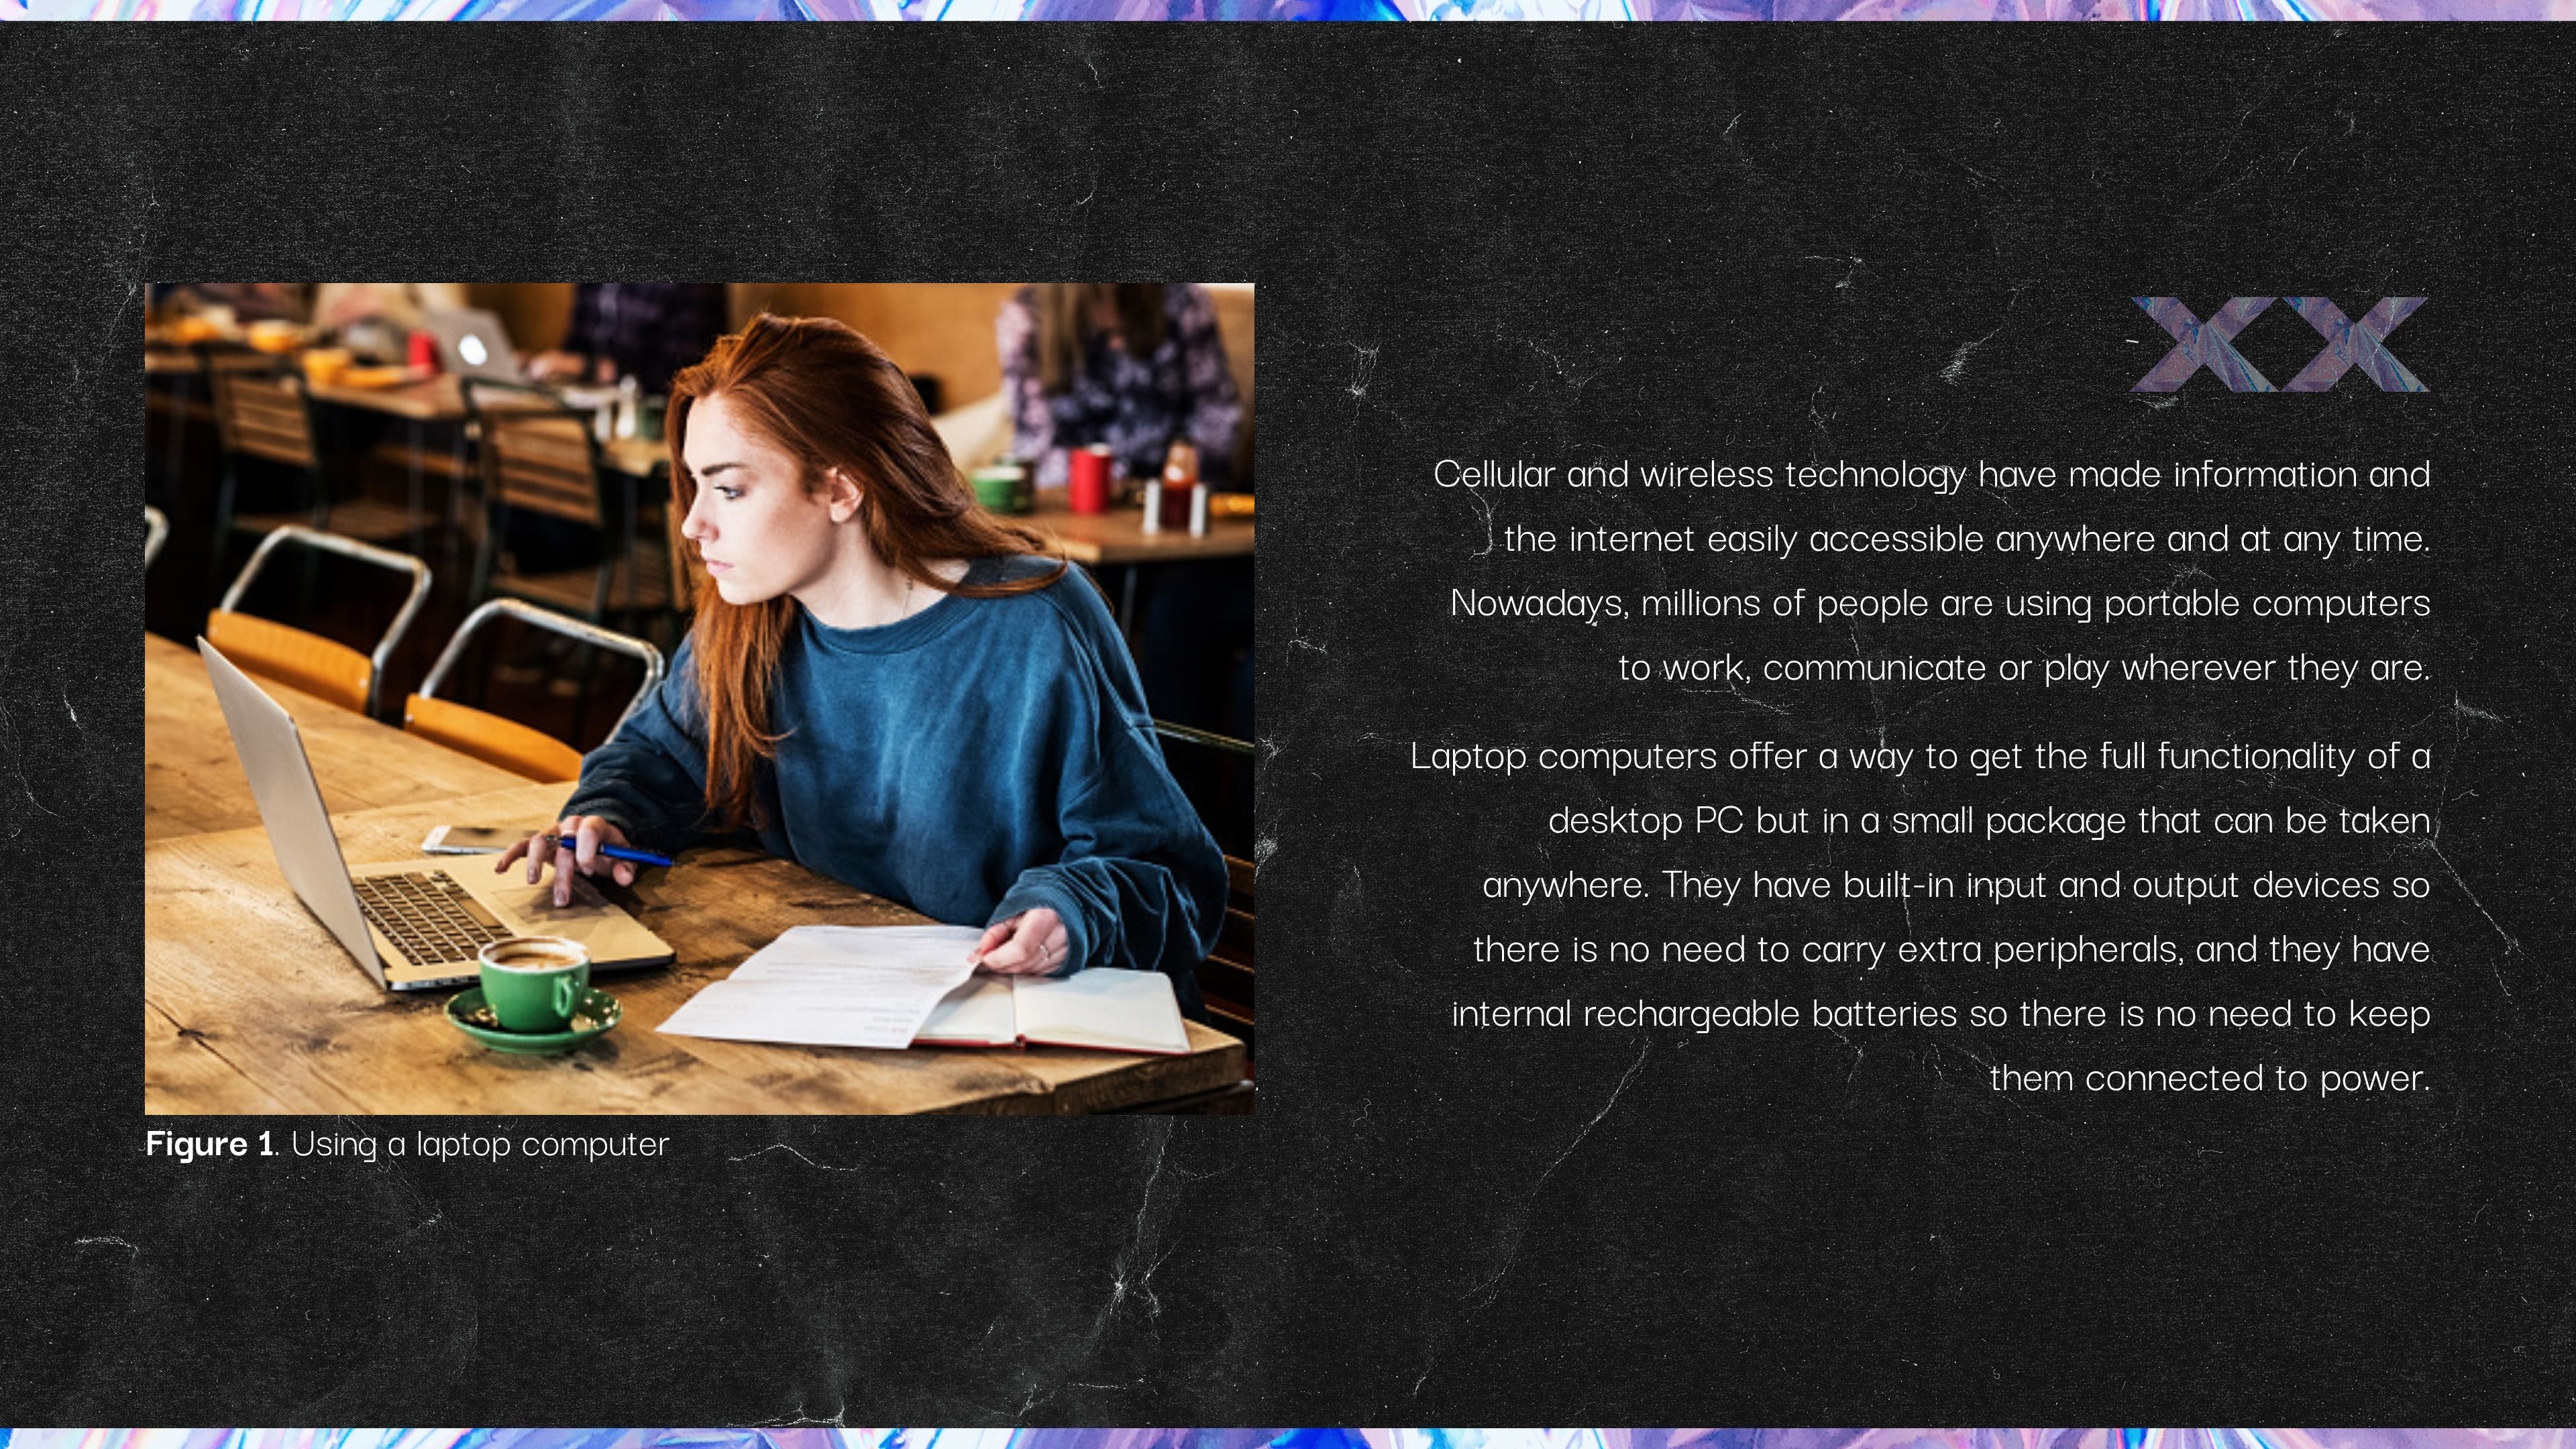 XX
Cellular and wireless technology have made information and
the internet easily accessible anywhere and at any time.
Nowadays, millions of people are using portable computers
to work, communicate or play wherever they are.
Laptop computers offer a way to get the full functionality of a
desktop PC but in a small package that can be taken
anywhere. They have built-in input and output devices so
there is no need to carry extra peripherals, and they have
internal rechargeable batteries so there is no need to keep
them connected to power.
Figure 1. Using a laptop computer